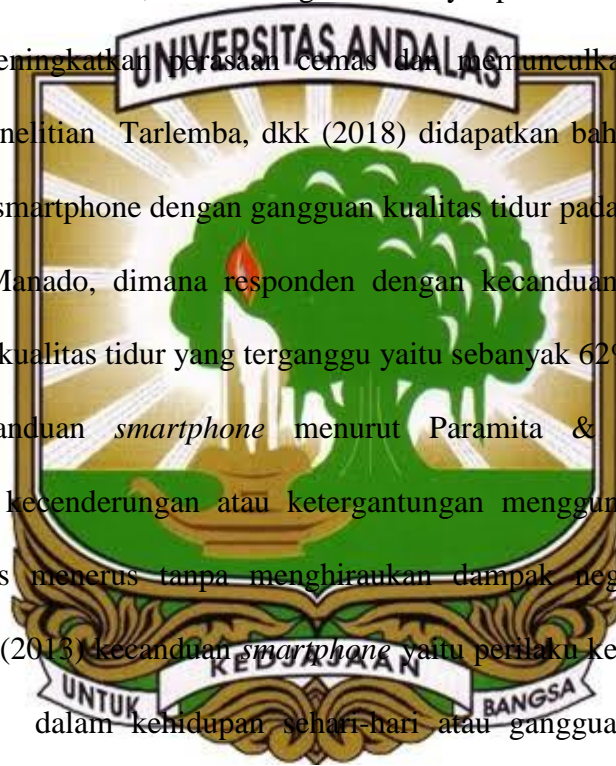 UNIVERSITAS ANDALAS
meningkatkan perasaan cemas dan memunculka
nelitian Tarlemba, dkk (2018) didapatkan bah
smartphone dengan gangguan kualitas tidur pada
Manado, dimana responden dengan kecanduan
kualitas tidur yang terganggu yaitu sebanyak 62%
anduan smartphone menurut Paramita &
kecenderungan atau ketergantungan menggun
s menerus tanpa menghiraukan dampak neg
(2013) kecanduan smartphone yaitu perilaku ke
KEDJAJAAN
UNTUK BANGSA
dalam kehidupan sehari-hari atau ganggua